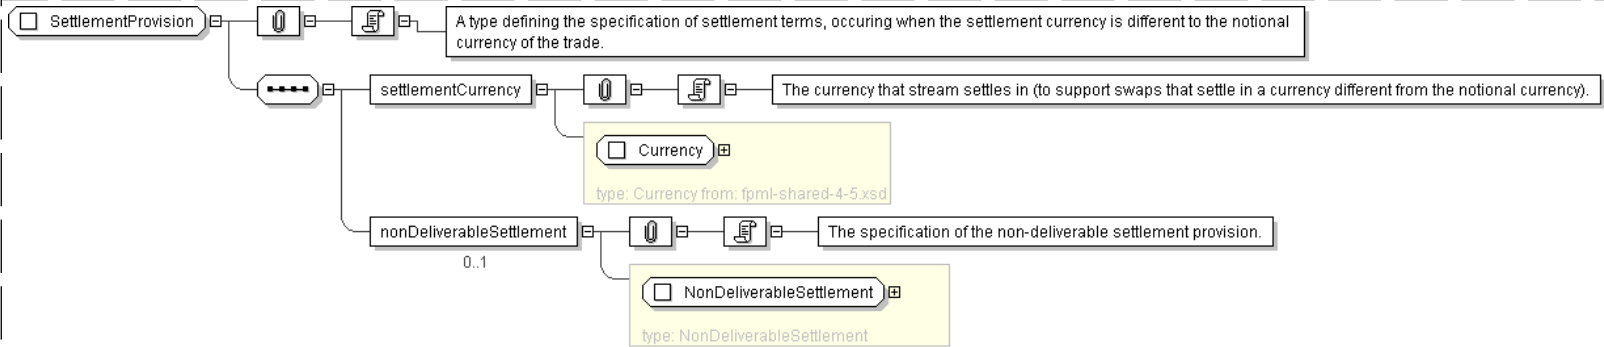 SettlementProvision
A type defining the specification of settlement terms, occuring when the settlement currency is different to the notional
currency of the trade.
settlementCurrency
The currency that stream settles in (to support swaps that settle in a currency different from the notional currency).
Currency
type: Currency from: fpml-shared-4-5.xsd
nonDeliverableSettlement
The specification of the non-deliverable settlement provision.
0..1
NonDeliverableSettlement
type: NonDeliverableSettlement